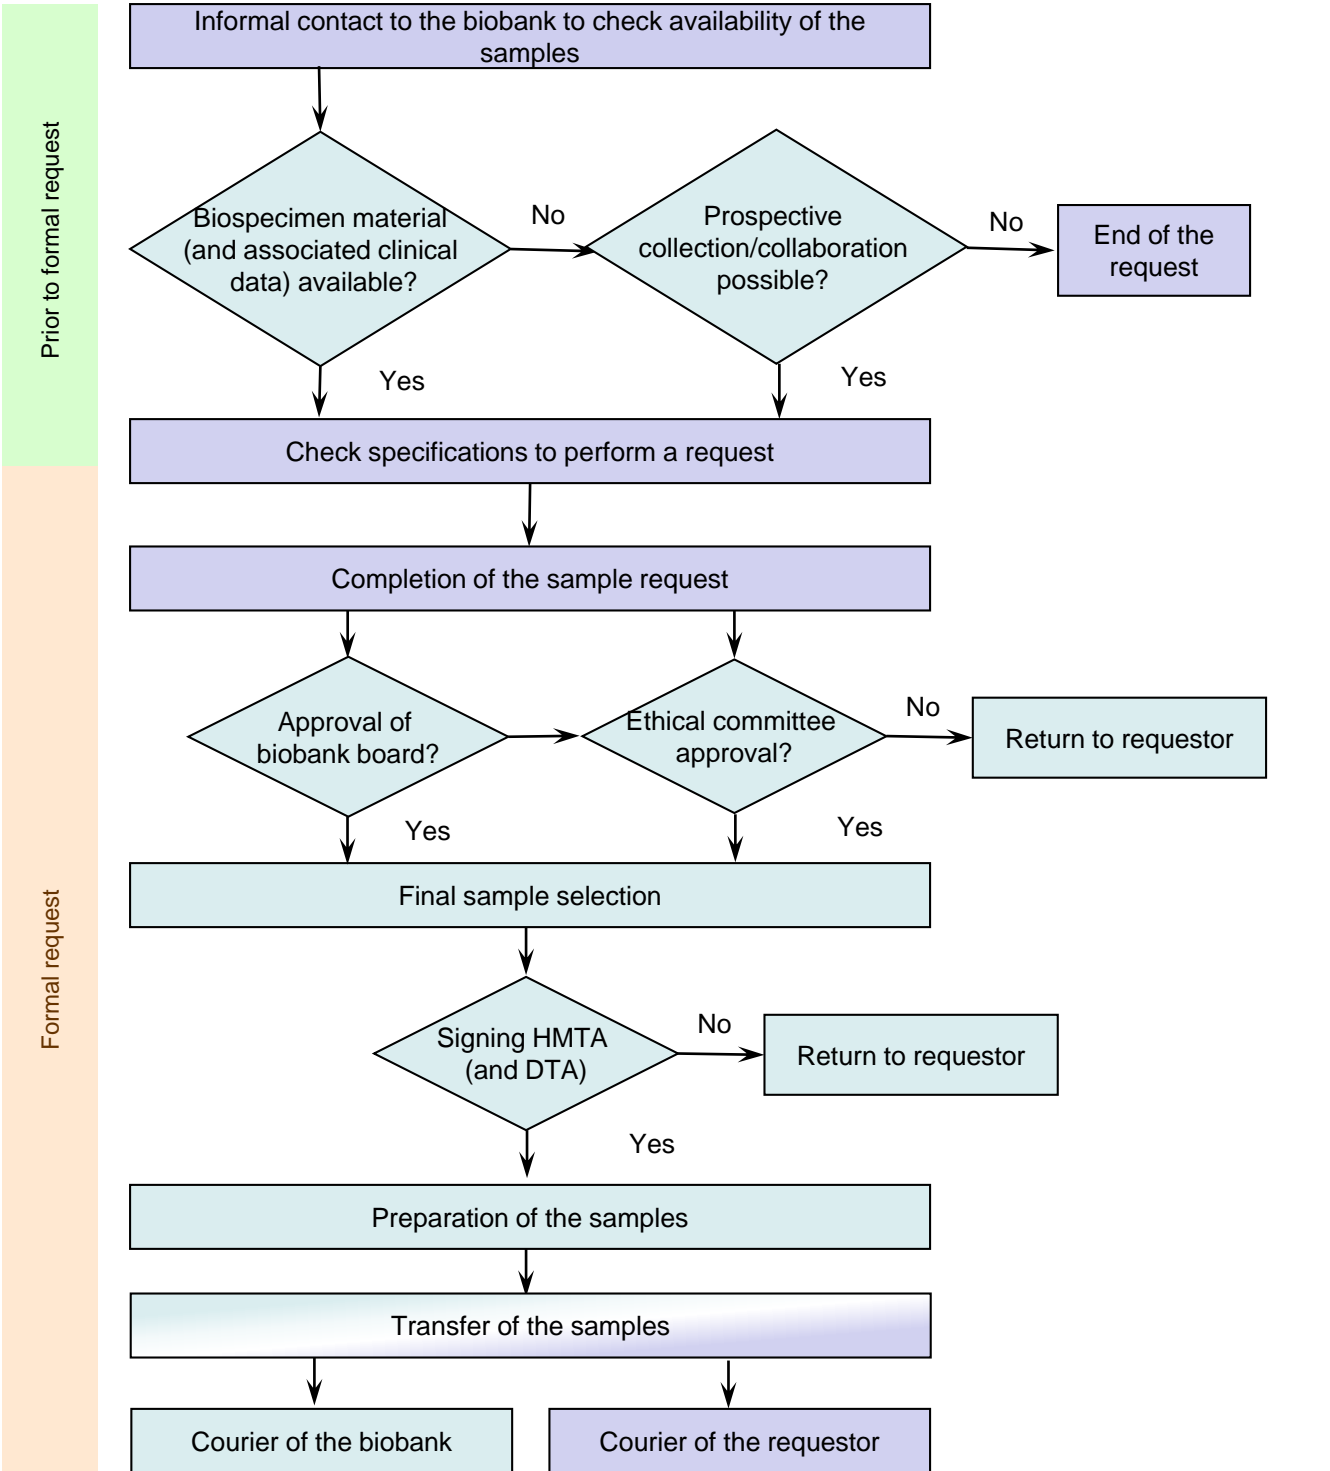 Informal contact to the biobank to check availability of the
samples
Prior to formal request
Biospecimen material
(and associated clinical
data) available?
No
Prospective
collection/collaboration
possible?
No
End of the
request
Yes
Yes
Check specifications to perform a request
Formal request
Completion of the sample request
Approval of
biobank board?
Ethical committee
approval?
No
Return to requestor
Yes
Yes
Final sample selection
Signing HMTA
(and DTA)
No
Return to requestor
Yes
Preparation of the samples
Transfer of the samples
Courier of the biobank
Courier of the requestor